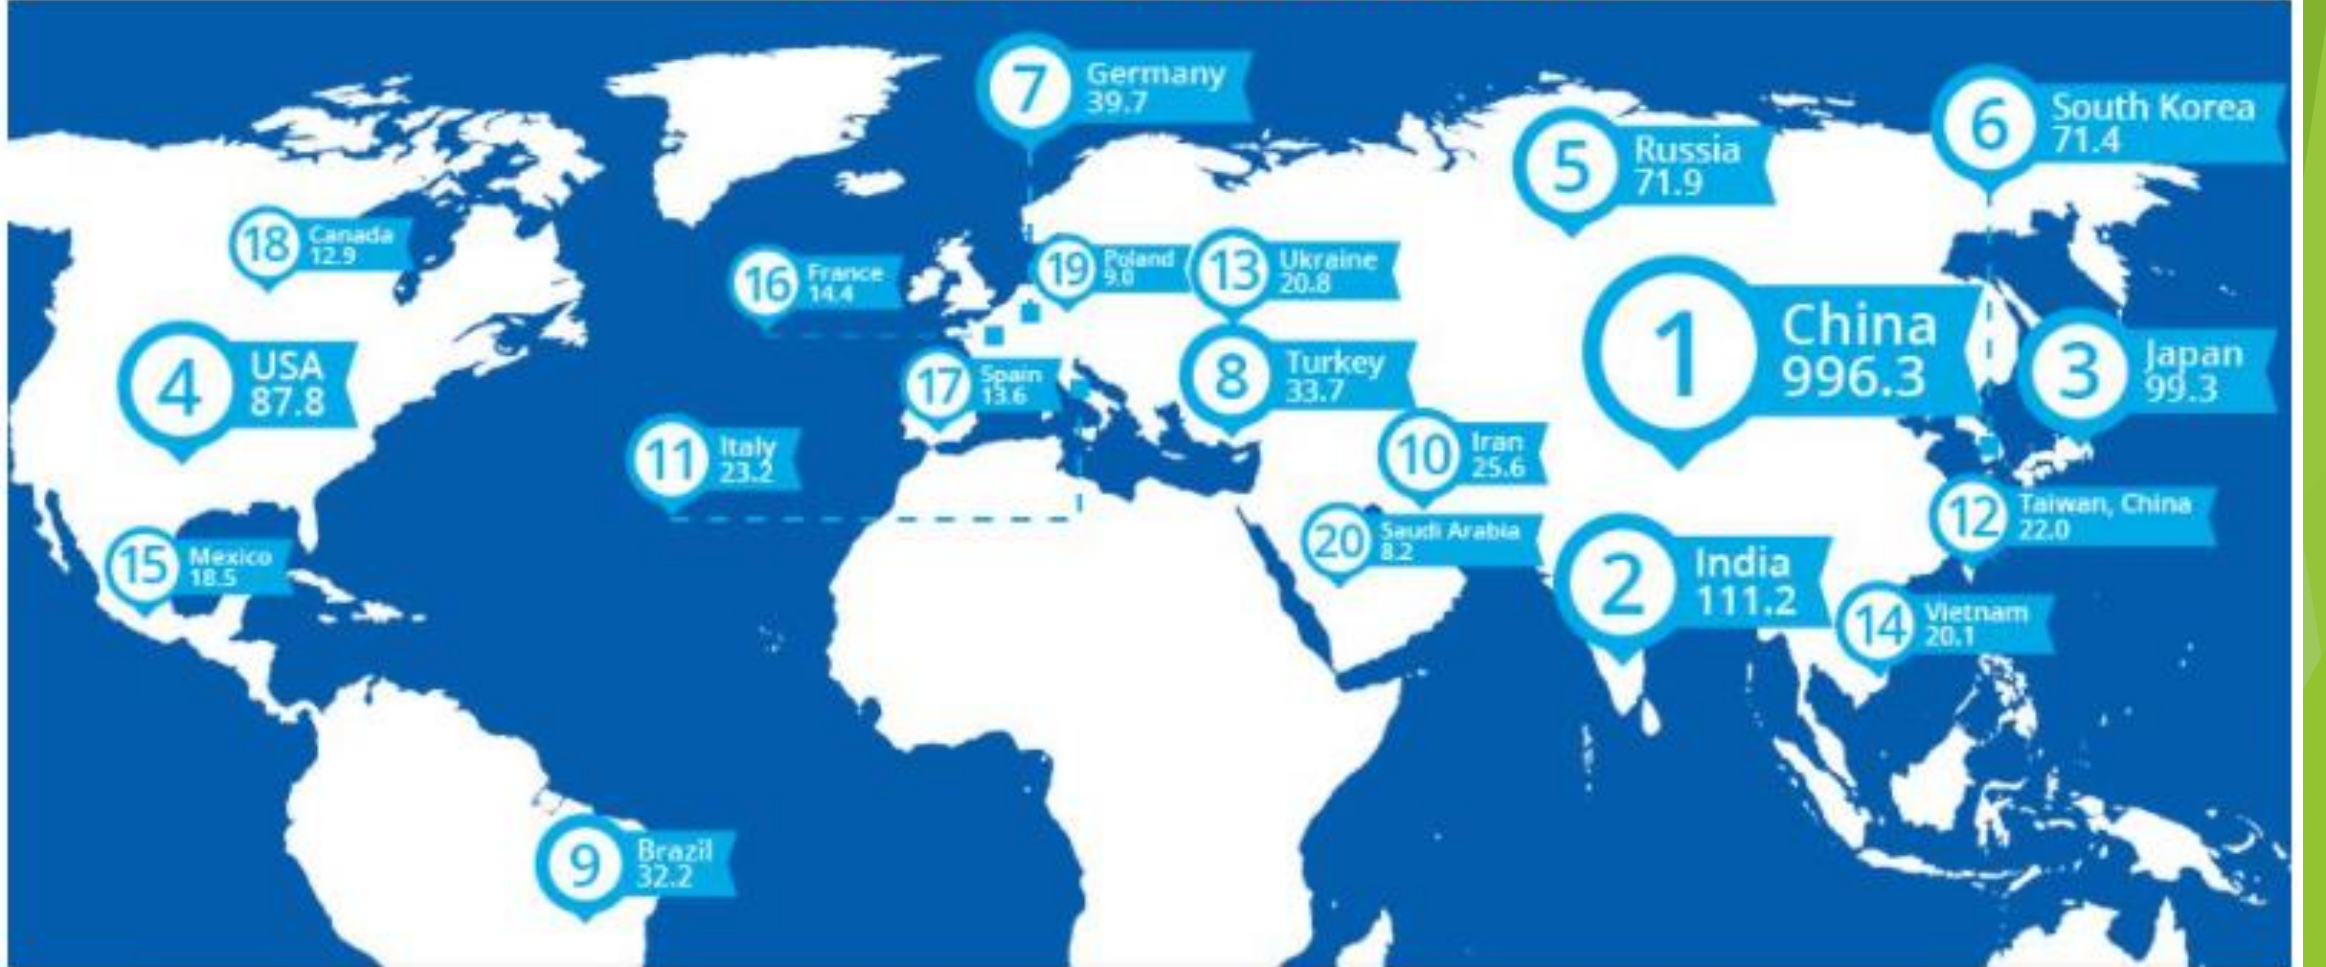 7
Germany
39.7
6
South Korea
71.4
5
Russia
71.9
18
Canada
12.9
16
France
14.4
19
Poland
9.0
13
Ukraine
20.8
1
China
996.3
4
USA
87.8
17
Spain
13.6
8
Turkey
33.7
3
Japan
99.3
11
Italy
23.2
10
Iran
25.6
12
Taiwan, China
22.0
20
Saudi Arabia
8.2
15
Mexico
18.5
2
India
111.2
14
Vietnam
20.1
9
Brazil
32.2